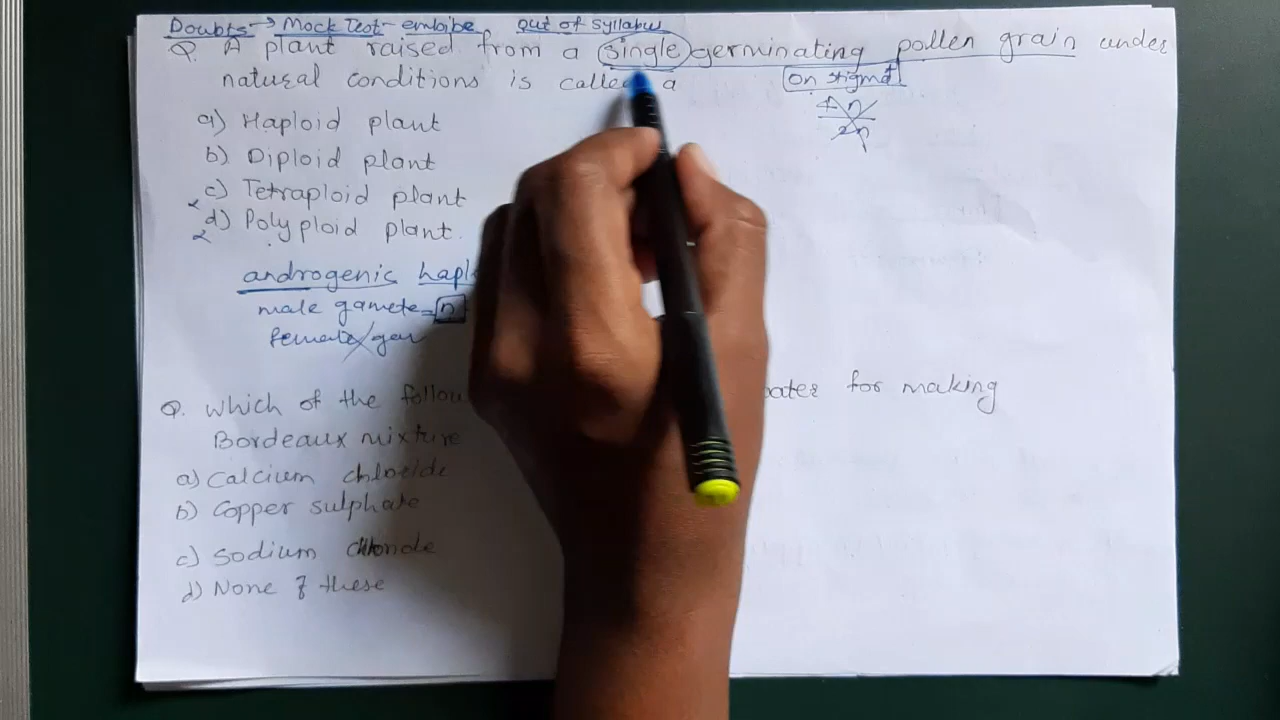 Doubts → Mock Test - embibe out of syllabus
Q. A plant raised from a single germinating pollen grain under
natural conditions is called a
on stigma
2n
a) Haploid plant
b) Diploid plant
c) Tetraploid plant
d) Polyploid plant.
androgenic
male gamete = n
female
Q. which of the for making
Bordeaux mixture
a) Calcium chloride
b) Copper sulphate
c) Sodium Chloride
d) None of these